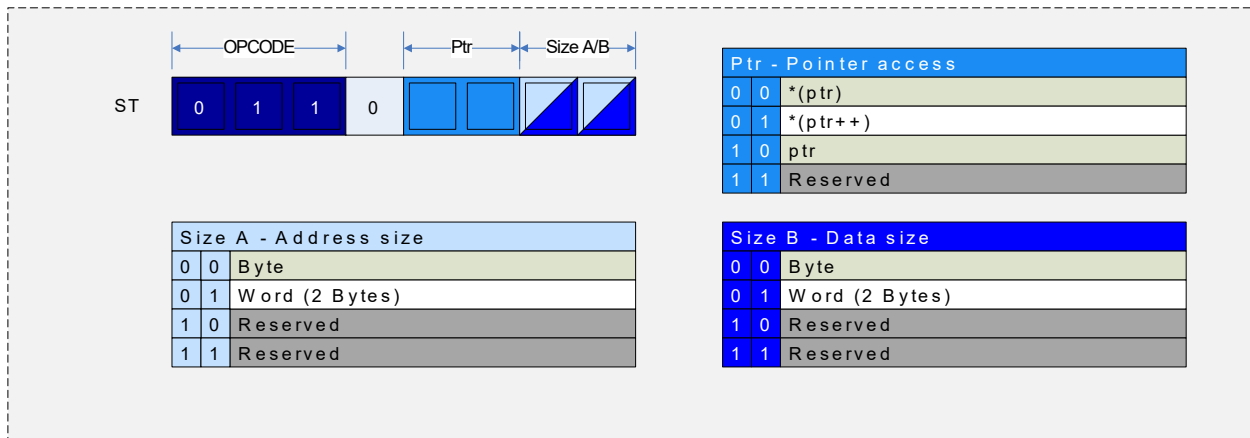 OPCODE Ptr Size A/B
ST 0 1 1 0
Ptr - Pointer access
0 0 *(ptr)
0 1 *(ptr++)
1 0 ptr
1 1 Reserved
Size A - Address size
0 0 Byte
0 1 Word (2 Bytes)
1 0 Reserved
1 1 Reserved
Size B - Data size
0 0 Byte
0 1 Word (2 Bytes)
1 0 Reserved
1 1 Reserved